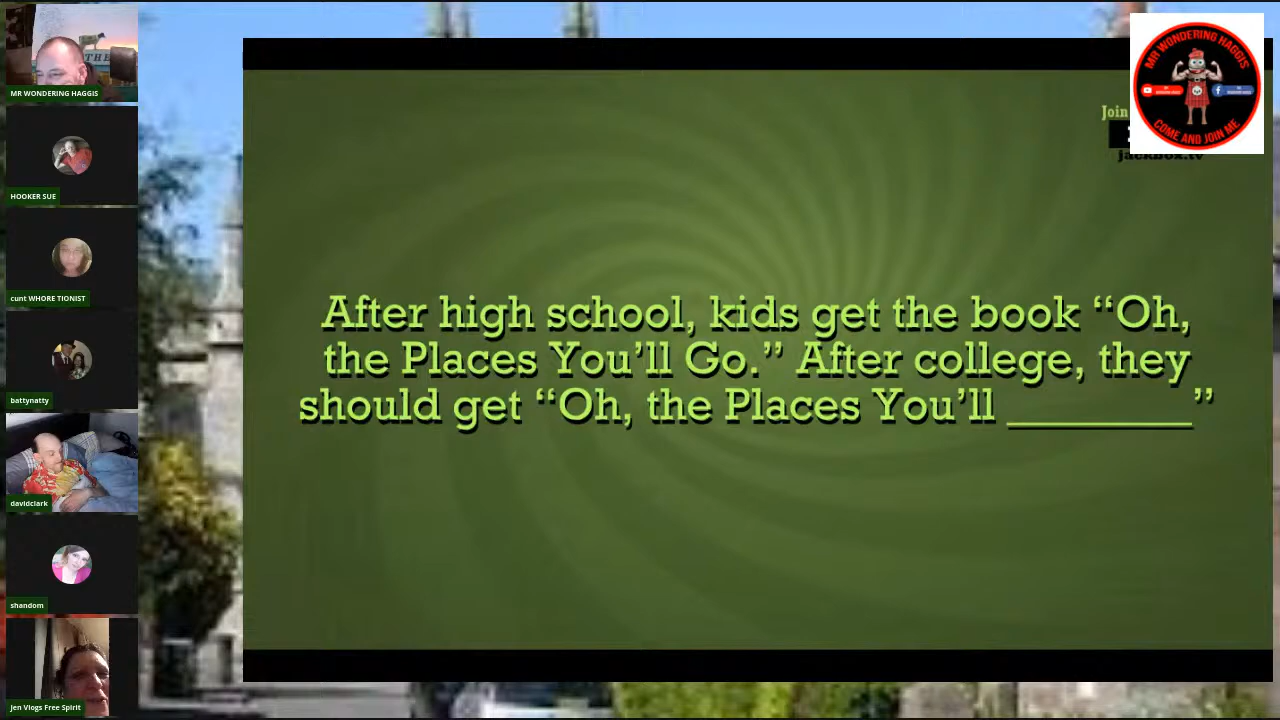 MR WONDERING HAGGIS
HOOKER SUE
cunt WHORE TIONIST
battynatty
davidclark
shandom
Jen Vlogs Free Spirit
After high school, kids get the book “Oh,
the Places You’ll Go.” After college, they
should get “Oh, the Places You’ll ________”
Join
jackbox.tv
MR WONDERING HAGGIS
COME AND JOIN ME